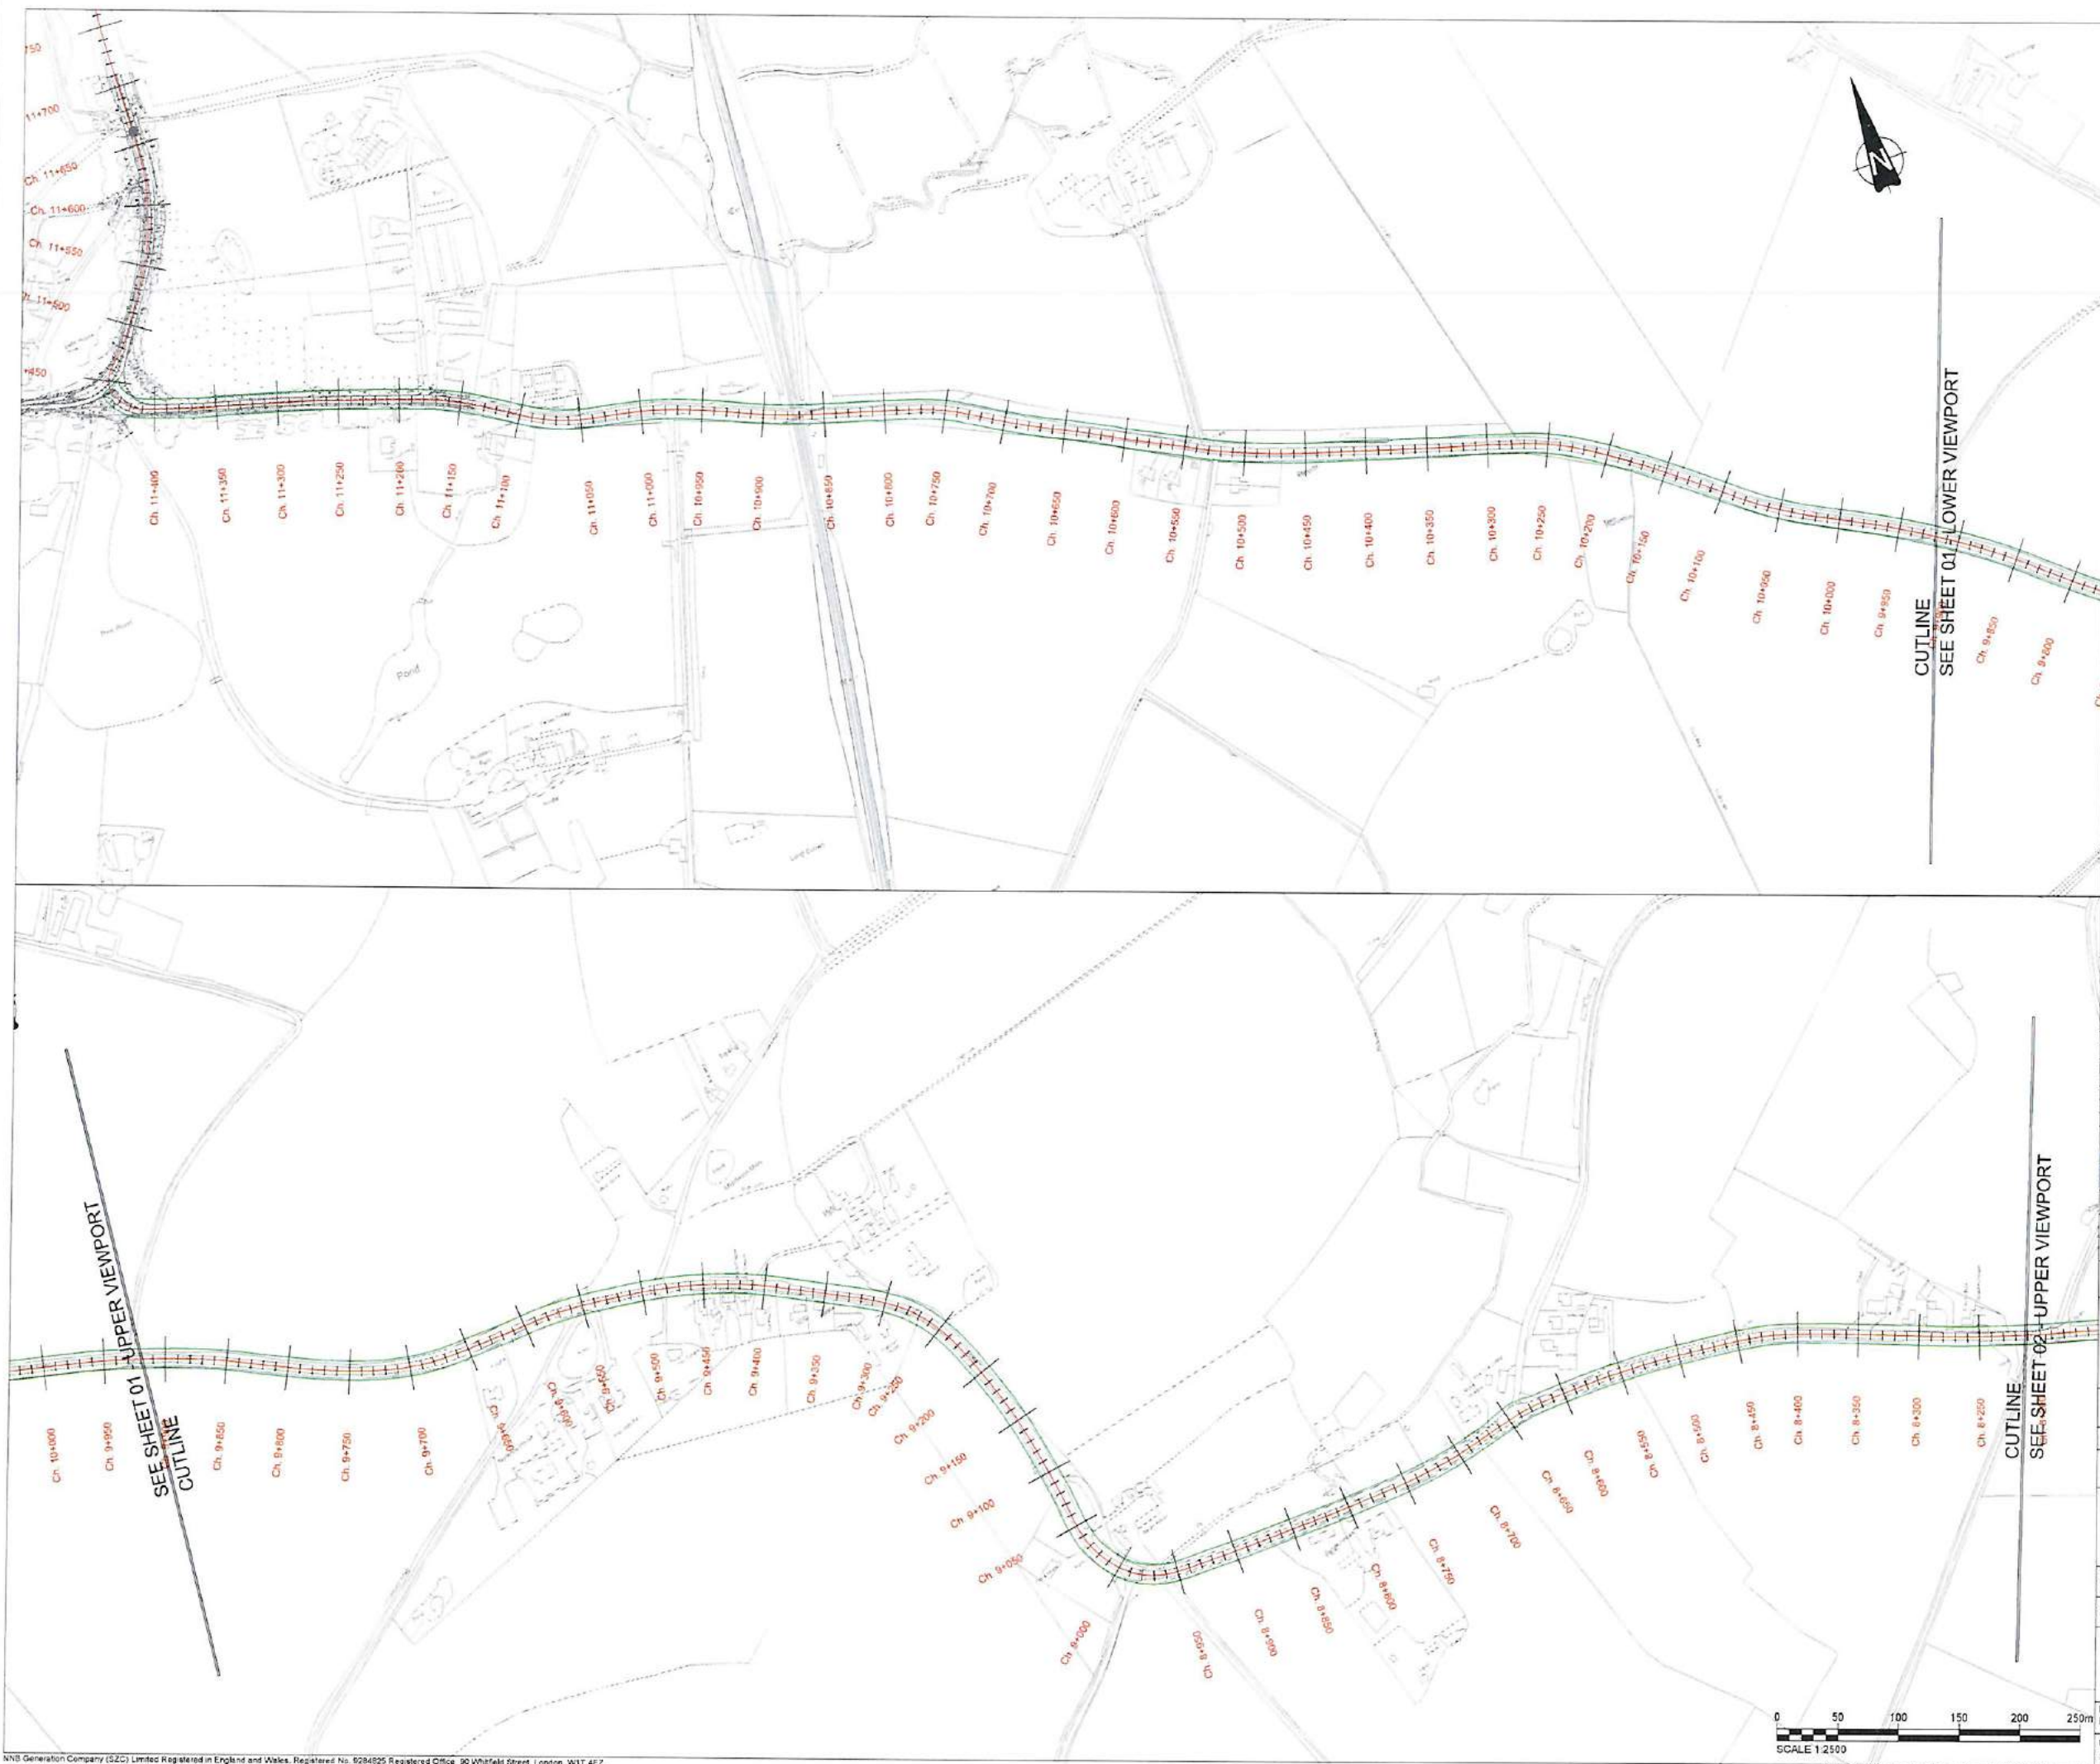 11+700
Ch. 11+650
Ch. 11+600
Ch. 11+550
Ch. 11+400
Ch. 11+350
Ch. 11+300
Ch. 11+250
Ch. 11+200
Ch. 11+150
Ch. 11+100
Ch. 11+050
Ch. 11+000
Ch. 10+950
Ch. 10+900
Ch. 10+850
Ch. 10+800
Ch. 10+750
Ch. 10+700
Ch. 10+650
Ch. 10+600
Ch. 10+550
Ch. 10+500
Ch. 10+450
Ch. 10+400
Ch. 10+350
Ch. 10+300
Ch. 10+250
Ch. 10+200
Ch. 10+150
Ch. 10+100
Ch. 10+950
Ch. 10+000
Ch. 9+950
Ch. 9+850
Ch. 9+800
N
CUTLINE
SEE SHEET 01 - LOWER VIEWPORT
Pond
SEE SHEET 01 - UPPER VIEWPORT
CUTLINE
Ch. 10+000
Ch. 9+950
Ch. 9+850
Ch. 9+800
Ch. 9+750
Ch. 9+700
Ch. 9+650
Ch. 9+600
Ch. 9+550
Ch. 9+500
Ch. 9+450
Ch. 9+400
Ch. 9+350
Ch. 9+300
Ch. 9+250
Ch. 9+200
Ch. 9+150
Ch. 9+100
Ch. 9+050
Ch. 9+000
Ch. 8+950
Ch. 8+900
Ch. 8+850
Ch. 8+800
Ch. 8+750
Ch. 8+700
Ch. 8+650
Ch. 8+600
Ch. 8+550
Ch. 8+500
Ch. 8+450
Ch. 8+400
Ch. 8+350
Ch. 8+300
Ch. 8+250
CUTLINE
SEE SHEET 02 - UPPER VIEWPORT
0 50 100 150 200 250m
SCALE 1:2500
NNB Generation Company (SZC) Limited Registered in England and Wales. Registered No. 9284825 Registered Office. 90 Whitfield Street, London, W1T 4EZ